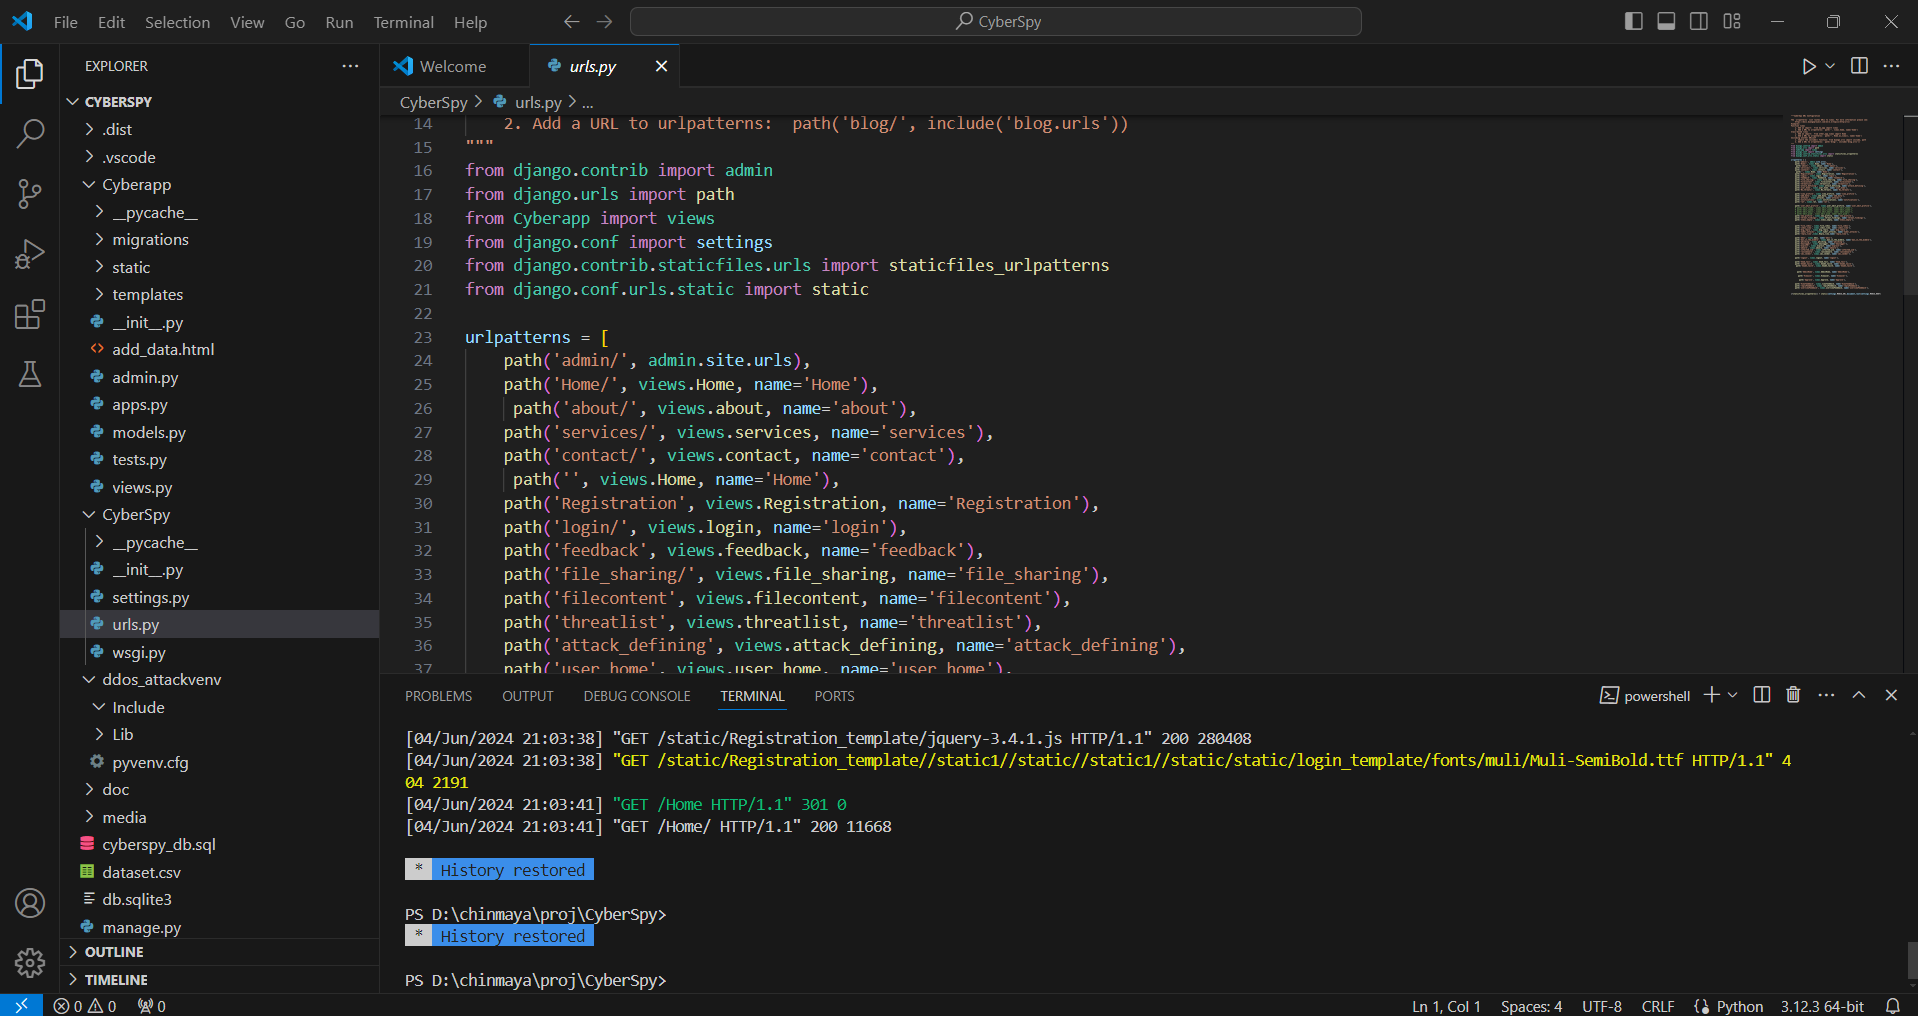 File Edit Selection View Go Run Terminal Help
CyberSpy
EXPLORER
CYBERSPY
.dist
.vscode
Cyberapp
__pycache__
migrations
static
templates
__init__.py
add_data.html
admin.py
apps.py
models.py
tests.py
views.py
CyberSpy
__pycache__
__init__.py
settings.py
urls.py
wsgi.py
ddos_attackvenv
Include
Lib
pyvenv.cfg
doc
media
cyberspy_db.sql
dataset.csv
db.sqlite3
manage.py
OUTLINE
TIMELINE
Welcome
urls.py
CyberSpy > urls.py > ...
14 2. Add a URL to urlpatterns:  path('blog/', include('blog.urls'))
15 """
16 from django.contrib import admin
17 from django.urls import path
18 from Cyberapp import views
19 from django.conf import settings
20 from django.contrib.staticfiles.urls import staticfiles_urlpatterns
21 from django.conf.urls.static import static
22
23 urlpatterns = [
24 path('admin/', admin.site.urls),
25 path('Home/', views.Home, name='Home'),
26 path('about/', views.about, name='about'),
27 path('services/', views.services, name='services'),
28 path('contact/', views.contact, name='contact'),
29 path('', views.Home, name='Home'),
30 path('Registration', views.Registration, name='Registration'),
31 path('login/', views.login, name='login'),
32 path('feedback', views.feedback, name='feedback'),
33 path('file_sharing/', views.file_sharing, name='file_sharing'),
34 path('filecontent', views.filecontent, name='filecontent'),
35 path('threatlist', views.threatlist, name='threatlist'),
36 path('attack_defining', views.attack_defining, name='attack_defining'),
37 path('user_home', views.user_home, name='user_home'),
PROBLEMS OUTPUT DEBUG CONSOLE TERMINAL PORTS
powershell
[04/Jun/2024 21:03:38] "GET /static/Registration_template/jquery-3.4.1.js HTTP/1.1" 200 280408
[04/Jun/2024 21:03:38] "GET /static/Registration_template//static1//static//static1//static/static/login_template/fonts/muli/Muli-SemiBold.ttf HTTP/1.1" 4
04 2191
[04/Jun/2024 21:03:41] "GET /Home HTTP/1.1" 301 0
[04/Jun/2024 21:03:41] "GET /Home/ HTTP/1.1" 200 11668
* History restored
PS D:\chinmaya\proj\CyberSpy>
* History restored
PS D:\chinmaya\proj\CyberSpy>
0 0 0
Ln 1, Col 1 Spaces: 4 UTF-8 CRLF Python 3.12.3 64-bit